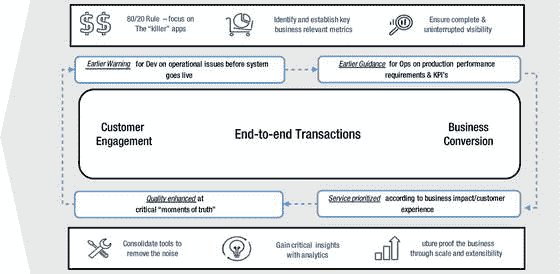 80/20 Rule – focus on
The "killer" apps
Identify and establish key
business relevant metrics
Ensure complete &
uninterrupted visibility
Earlier Warning for Dev on operational issues before system
goes live
Earlier Guidance for Ops on production performance
requirements & KPI's
Customer
Engagement
End-to-end Transactions
Business
Conversion
Quality enhanced at
critical "moments of truth"
Service prioritized according to business impact/customer
experience
Consolidate tools to
remove the noise
Gain critical insights
with analytics
uture proof the business
through scale and extensibility